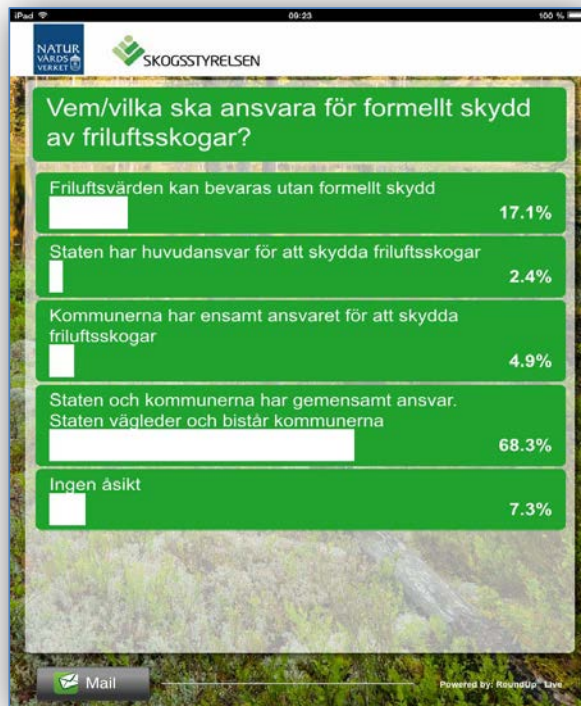 iPad
09:23
100 %
NATUR
VÅRDS
VERKET
SKOGSSTYRELSEN
Vem/vilka ska ansvara för formellt skydd
av friluftsskogar?
Friluftsvärden kan bevaras utan formellt skydd
17.1%
Staten har huvudansvar för att skydda friluftsskogar
2.4%
Kommunerna har ensamt ansvaret för att skydda
friluftsskogar
4.9%
Staten och kommunerna har gemensamt ansvar.
Staten vägleder och bistår kommunerna
68.3%
Ingen åsikt
7.3%
Mail
Powered by: RoundUp Live